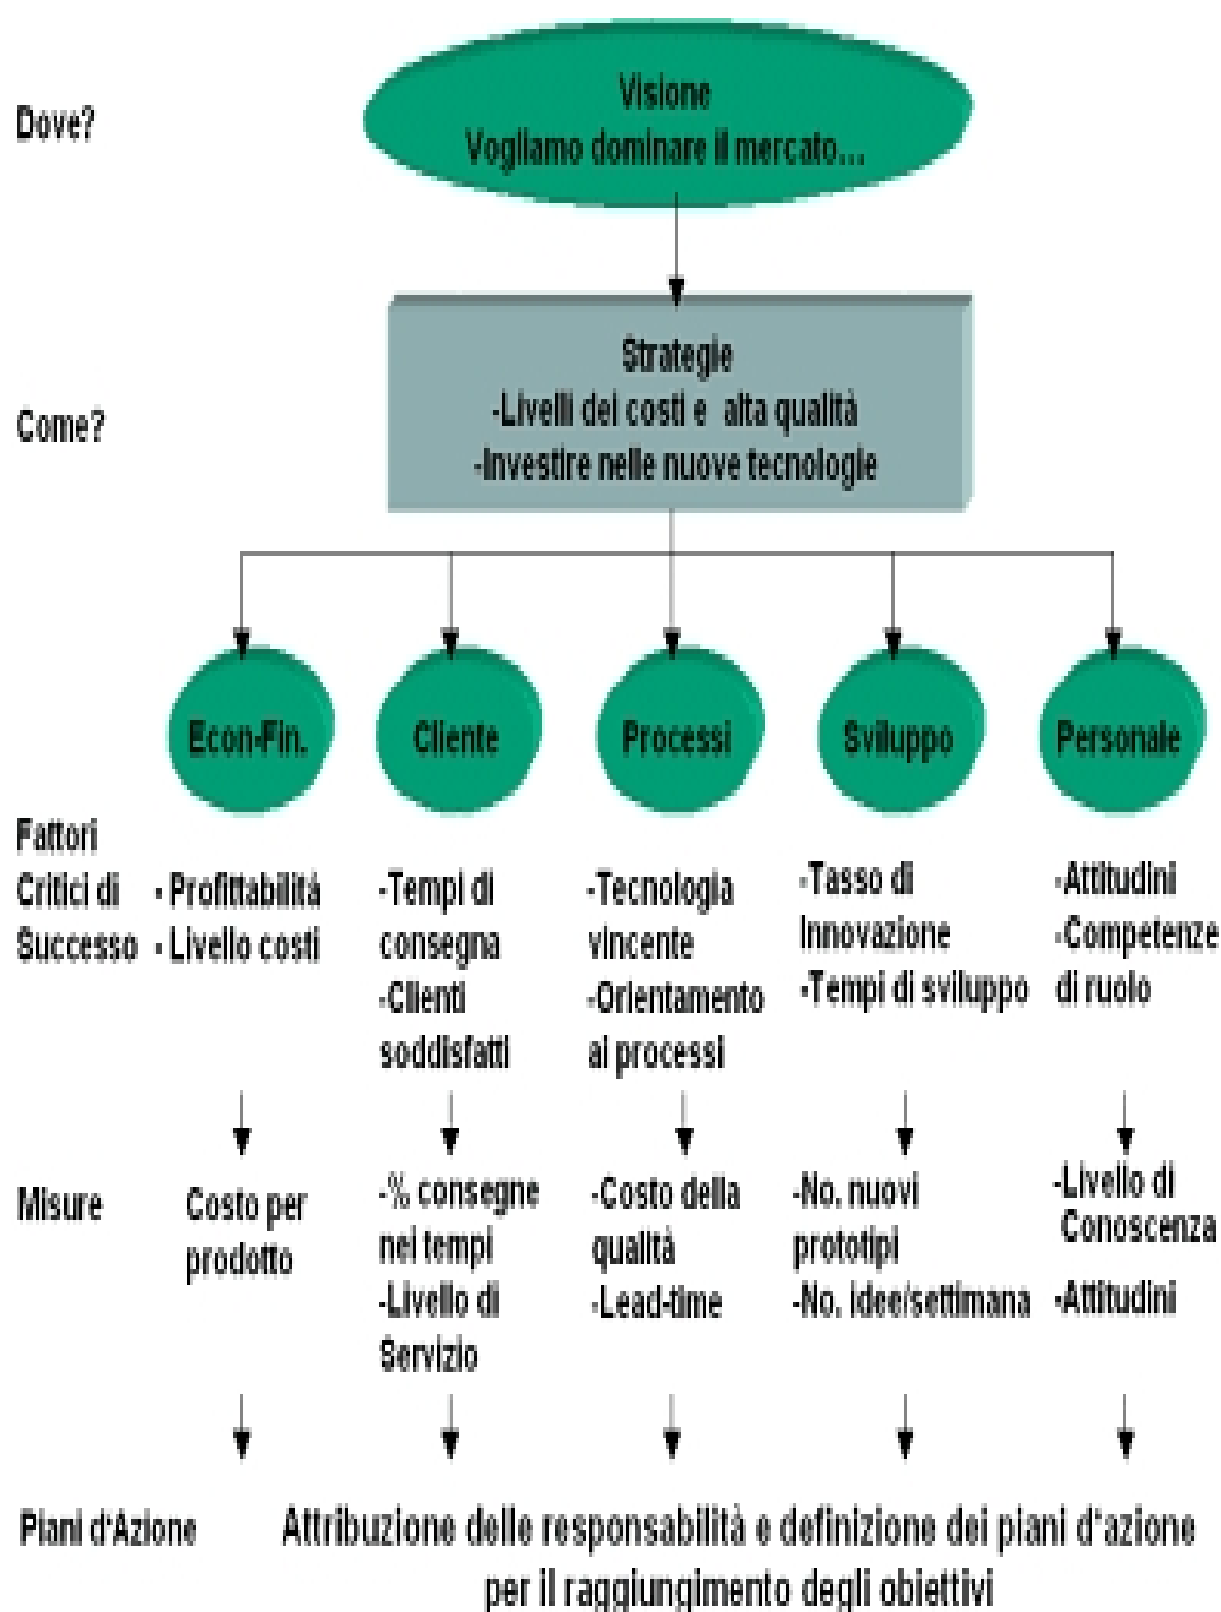 Dove?
Visione
Vogliamo dominare il mercato...
Come?
Strategie
-Livelli dei costi e alta qualità
-Investire nelle nuove tecnologie
Econ-Fin.
Cliente
Processi
Sviluppo
Personale
Fattori
Critici di
Successo
- Profittabilità
- Livello costi
-Tempi di
consegna
-Clienti
soddisfatti
-Tecnologia
vincente
-Orientamento
ai processi
-Tasso di
Innovazione
-Tempi di sviluppo
-Attitudini
-Competenze
di ruolo
Misure
Costo per
prodotto
-% consegne
nei tempi
-Livello di
Servizio
-Costo della
qualità
-Lead-time
-No. nuovi
prototipi
-No. idee/settimana
-Livello di
Conoscenza
-Attitudini
Piani d'Azione
Attribuzione delle responsabilità e definizione dei piani d'azione
per il raggiungimento degli obiettivi